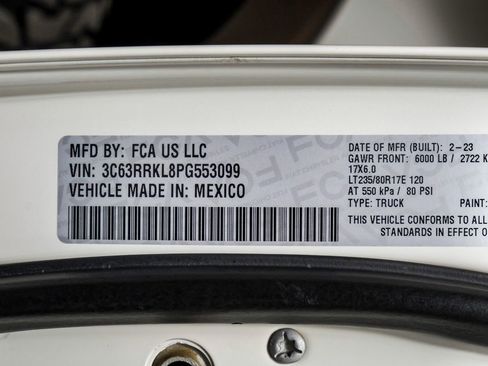 MFD BY: FCA US LLC
VIN: 3C63RRKL8PG553099
VEHICLE MADE IN: MEXICO
DATE OF MFR (BUILT): 2-23
GAWR FRONT: 6000 LB / 2722 K
17X6.0
LT235/80R17E 120
AT 550 kPa / 80 PSI
TYPE: TRUCK PAINT:
THIS VEHICLE CONFORMS TO ALL
STANDARDS IN EFFECT O